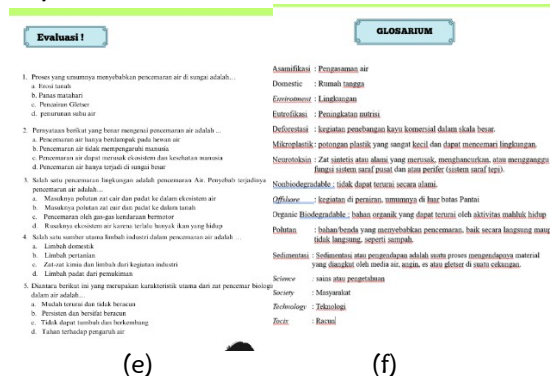 Evaluasi !
1. Proses yang umumnya menyebabkan pencemaran air di sungai adalah...
a. Erosi tanah
b. Panas matahari
c. Pencairan Gletser
d. penurunan suhu air
2. Pernyataan berikut yang benar mengenai pencemaran air adalah ...
a. Pencemaran air hanya berdampak pada hewan air
b. Pencemaran air tidak mempengaruhi manusia
c. Pencemaran air dapat merusak ekosistem dan kesehatan manusia
d. Pencemaran air hanya terjadi di sungai besar
3. Salah satu pencemaran lingkungan adalah pencemaran Air. Penyebab terjadinya
pencemaran air adalah...
a. Masuknya polutan zat cair dan padat ke dalam ekosistem air
b. Masuknya polutan zat cair dan padat ke dalam tanah
c. Pencemaran oleh gas-gas kendaraan bermotor
d. Rusaknya ekosistem air karena terlalu banyak ikan yang hidup
4. Salah satu sumber utama limbah industri dalam pencemaran air adalah ...
a. Limbah domestik
b. Limbah pertanian
c. Zat-zat kimia dan limbah dari kegiatan industri
d. Limbah padat dari pemukiman
5. Diantara berikut ini yang merupakan karakteristik utama dari zat pencemar biologi
dalam air adalah...
a. Mudah terurai dan tidak beracun
b. Persisten dan bersifat beracun
c. Tidak dapat tumbuh dan berkembang
d. Tahan terhadap pengaruh air
(e)
GLOSARIUM
Asamifikasi : Pengasaman air
Domestic : Rumah tangga
Environment : Lingkungan
Eutrofikasi : Peningkatan nutrisi
Deforestasi : kegiatan penebangan kayu komersial dalam skala besar.
Mikroplastik : potongan plastik yang sangat kecil dan dapat mencemari lingkungan.
Neurotoksin : Zat sintetis atau alami yang merusak, menghancurkan, atau mengganggu
fungsi sistem saraf pusat dan atau perifer (sistem saraf tepi).
Nonbiodegradable : tidak dapat terurai secara alami.
Offshore : kegiatan di perairan, umumnya di luar batas Pantai
Organic Biodegradable : bahan organik yang dapat terurai oleh aktivitas mahluk hidup
Polutan : bahan/benda yang menyebabkan pencemaran, baik secara langsung maup
tidak langsung, seperti sampah.
Sedimentasi : Sedimentasi atau pengendapan adalah suatu proses mengendapnya material
yang diangkut oleh media air, angin, es atau gletser di suatu cekungan.
Science : sains atau pengetahuan
Society : Masyarakat
Technology : Teknologi
Toxic : Racun
(f)